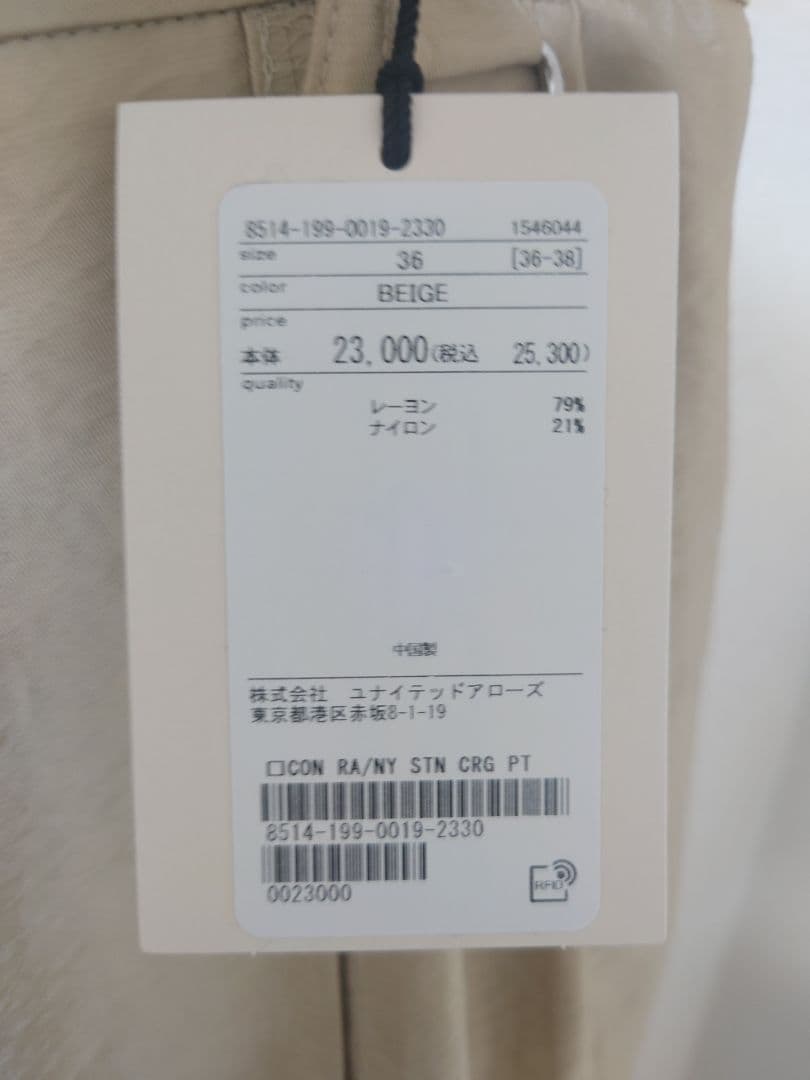 8514-199-0019-2330 1546044
size 36 [36-38]
color BEIGE
price
本体 23,000(税込 25,300)
quality
レーヨン 79%
ナイロン 21%
中国製
株式会社 ユナイテッドアローズ
東京都港区赤坂8-1-19
□CON RA/NY STN CRG PT
8514-199-0019-2330
0023000
RFID